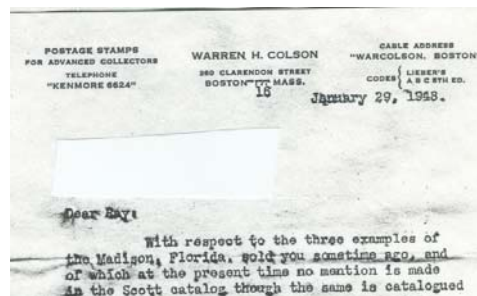 POSTAGE STAMPS
FOR ADVANCED COLLECTORS
TELEPHONE
"KENMORE 6624"
WARREN H. COLSON
260 CLARENDON STREET
BOSTON MASS.
16
CABLE ADDRESS
"WARCOLSON, BOSTON
CODES { LIEBER'S
A B C 5TH ED.
January 29, 1948.
Dear Ray:
With respect to the three examples of
the Madison, Florida, sold you sometime ago, and
of which at the present time no mention is made
in the Scott catalog though the same is catalogued